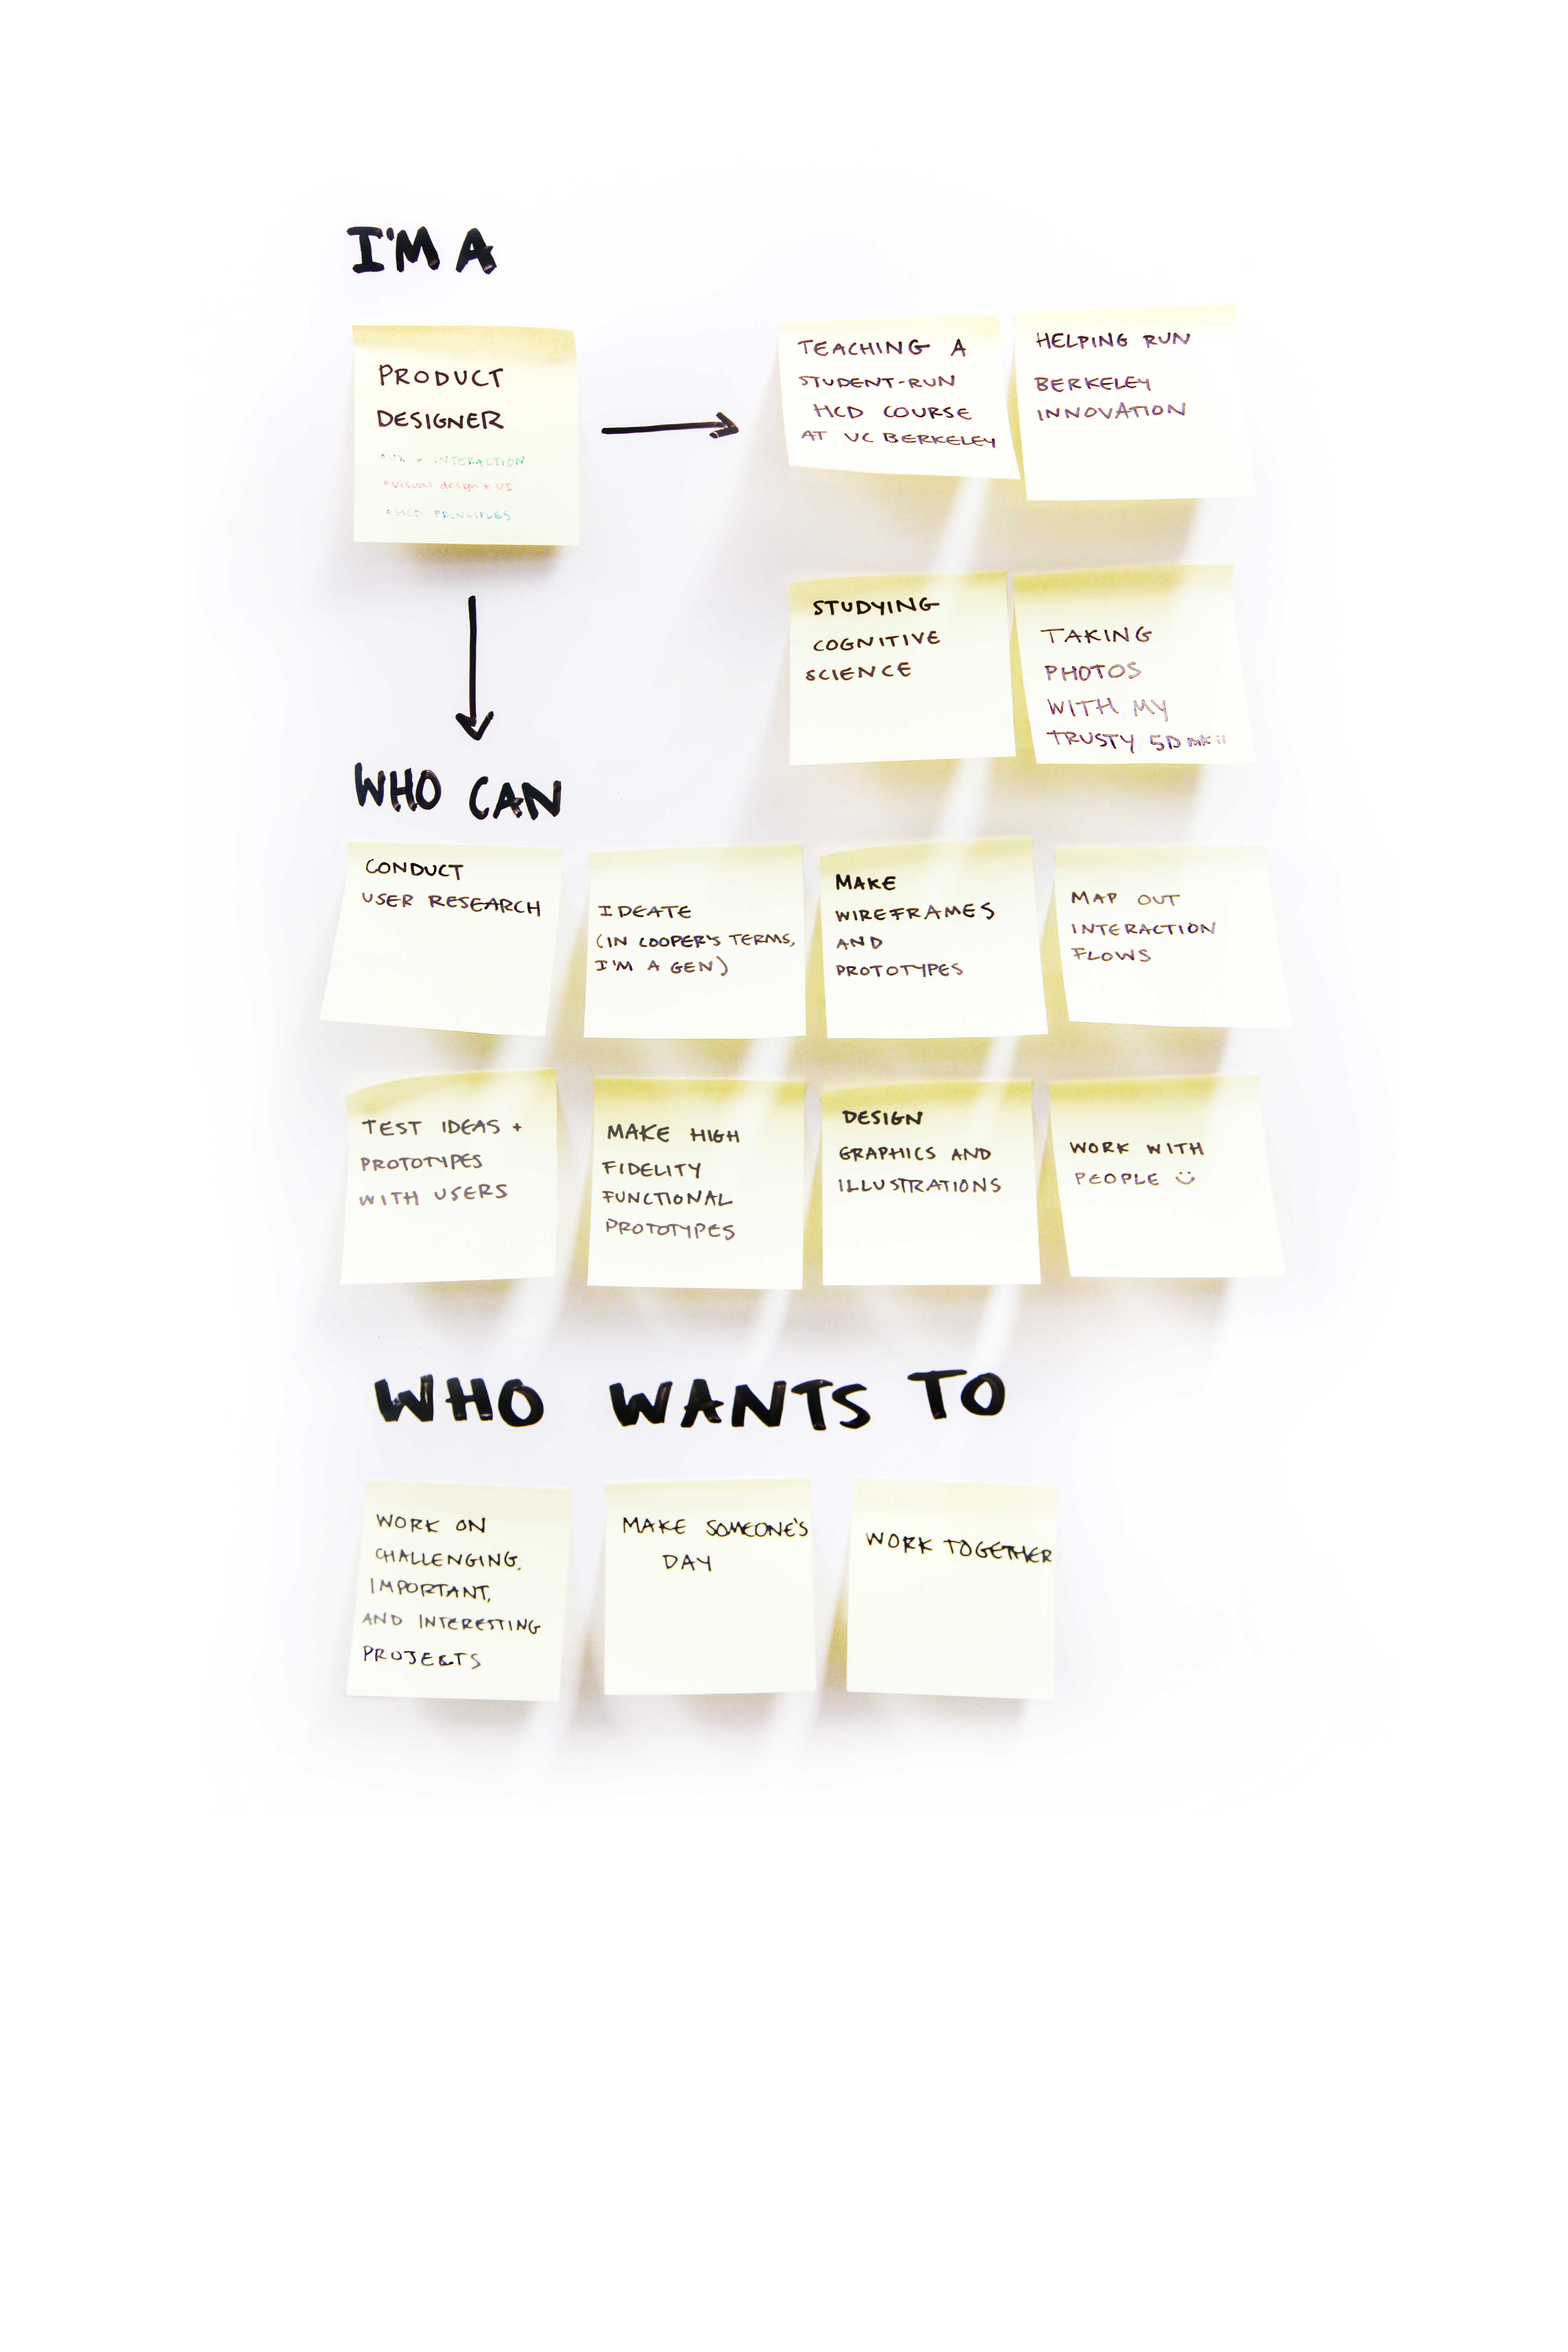 I'M A
PRODUCT
DESIGNER
• UX + INTERACTION
• visual design + UI
• HCD PRINCIPLES
TEACHING A
STUDENT-RUN
HCD COURSE
AT UC BERKELEY
HELPING RUN
BERKELEY
INNOVATION
STUDYING
COGNITIVE
SCIENCE
TAKING
PHOTOS
WITH MY
TRUSTY 5D MKii
WHO CAN
CONDUCT
USER RESEARCH
IDEATE
(IN COOPER'S TERMS,
I'M A GEN)
MAKE
WIREFRAMES
AND
PROTOTYPES
MAP OUT
INTERACTION
FLOWS
TEST IDEAS +
PROTOTYPES
WITH USERS
MAKE HIGH
FIDELITY
FUNCTIONAL
PROTOTYPES
DESIGN
GRAPHICS AND
ILLUSTRATIONS
WORK WITH
PEOPLE
WHO WANTS TO
WORK ON
CHALLENGING,
IMPORTANT,
AND INTERESTING
PROJECTS
MAKE SOMEONE'S
DAY
WORK TOGETHER